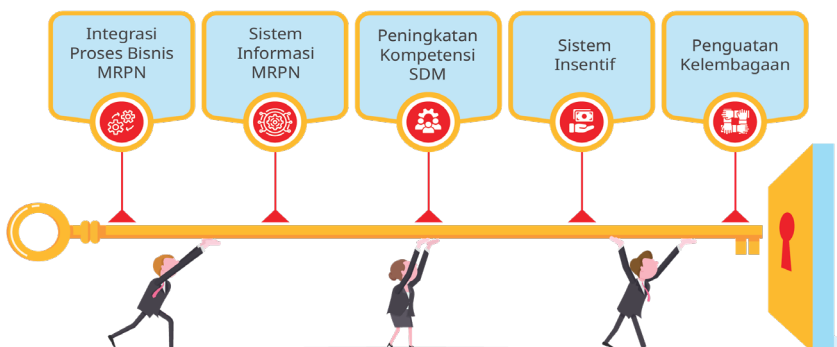 Integrasi
Proses Bisnis
MRPN
Sistem
Informasi
MRPN
Peningkatan
Kompetensi
SDM
Sistem
Insentif
Penguatan
Kelembagaan